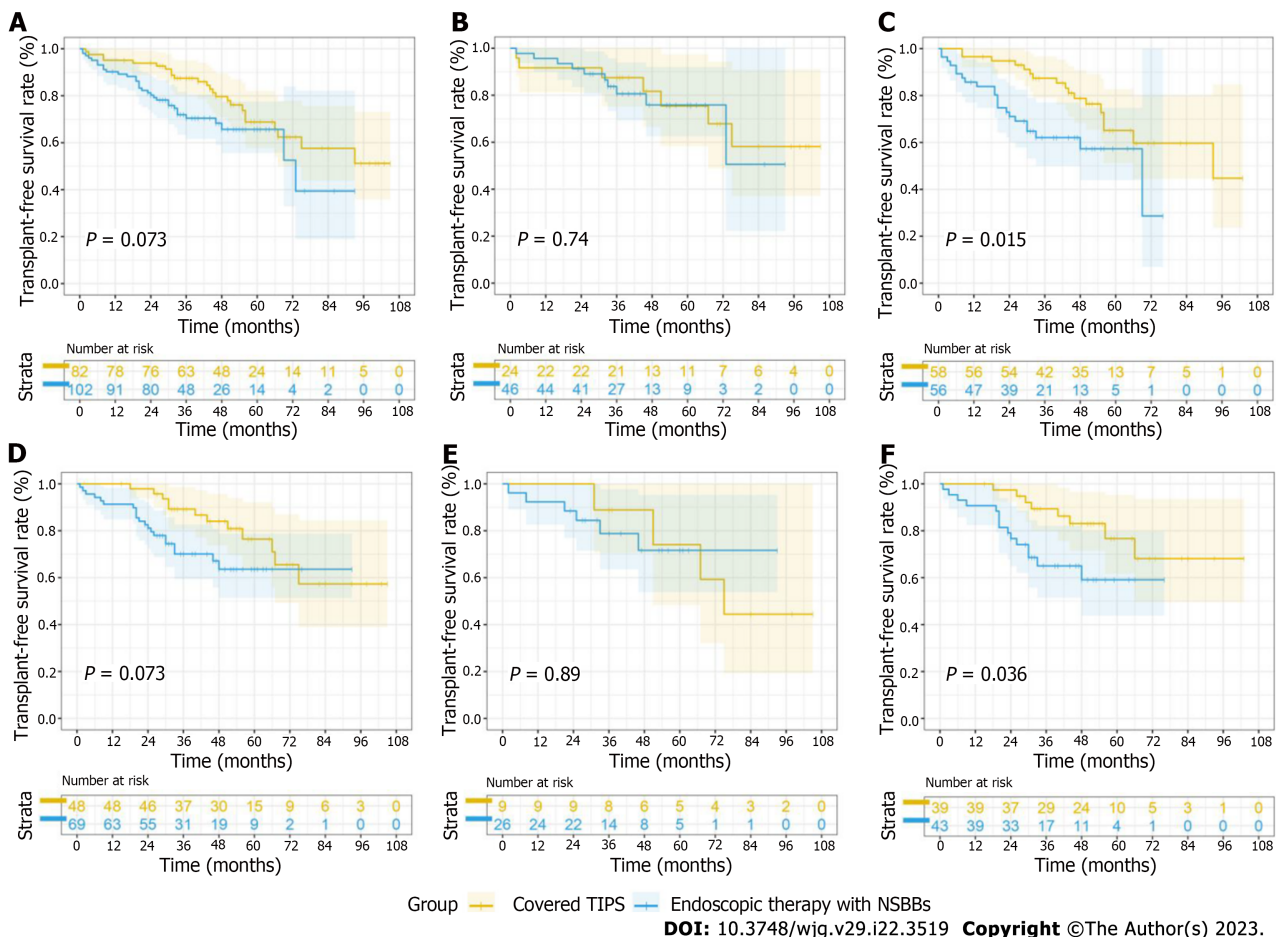 A
Transplant-free survival rate (%)
1.0
0.8
0.6
0.4
0.2
0.0
P = 0.073
0 12 24 36 48 60 72 84 96 108
Time (months)
Number at risk
Strata
82 78 76 63 48 24 14 11 5 0
102 91 80 48 26 14 4 2 0 0
0 12 24 36 48 60 72 84 96 108
Time (months)
B
Transplant-free survival rate (%)
1.0
0.8
0.6
0.4
0.2
0.0
P = 0.74
0 12 24 36 48 60 72 84 96 108
Time (months)
Number at risk
Strata
24 22 22 21 13 11 7 6 4 0
46 44 41 27 13 9 3 2 0 0
0 12 24 36 48 60 72 84 96 108
Time (months)
C
Transplant-free survival rate (%)
1.0
0.8
0.6
0.4
0.2
0.0
P = 0.015
0 12 24 36 48 60 72 84 96 108
Time (months)
Number at risk
Strata
58 56 54 42 35 13 7 5 1 0
56 47 39 21 13 5 1 0 0 0
0 12 24 36 48 60 72 84 96 108
Time (months)
D
Transplant-free survival rate (%)
1.0
0.8
0.6
0.4
0.2
0.0
P = 0.073
0 12 24 36 48 60 72 84 96 108
Time (months)
Number at risk
Strata
48 48 46 37 30 15 9 6 3 0
69 63 55 31 19 9 2 1 0 0
0 12 24 36 48 60 72 84 96 108
Time (months)
E
Transplant-free survival rate (%)
1.0
0.8
0.6
0.4
0.2
0.0
P = 0.89
0 12 24 36 48 60 72 84 96 108
Time (months)
Number at risk
Strata
9 9 9 8 6 5 4 3 2 0
26 24 22 14 8 5 1 1 0 0
0 12 24 36 48 60 72 84 96 108
Time (months)
F
Transplant-free survival rate (%)
1.0
0.8
0.6
0.4
0.2
0.0
P = 0.036
0 12 24 36 48 60 72 84 96 108
Time (months)
Number at risk
Strata
39 39 37 29 24 10 5 3 1 0
43 39 33 17 11 4 1 0 0 0
0 12 24 36 48 60 72 84 96 108
Time (months)
Group Covered TIPS Endoscopic therapy with NSBBs
DOI: 10.3748/wjg.v29.i22.3519 Copyright ©The Author(s) 2023.